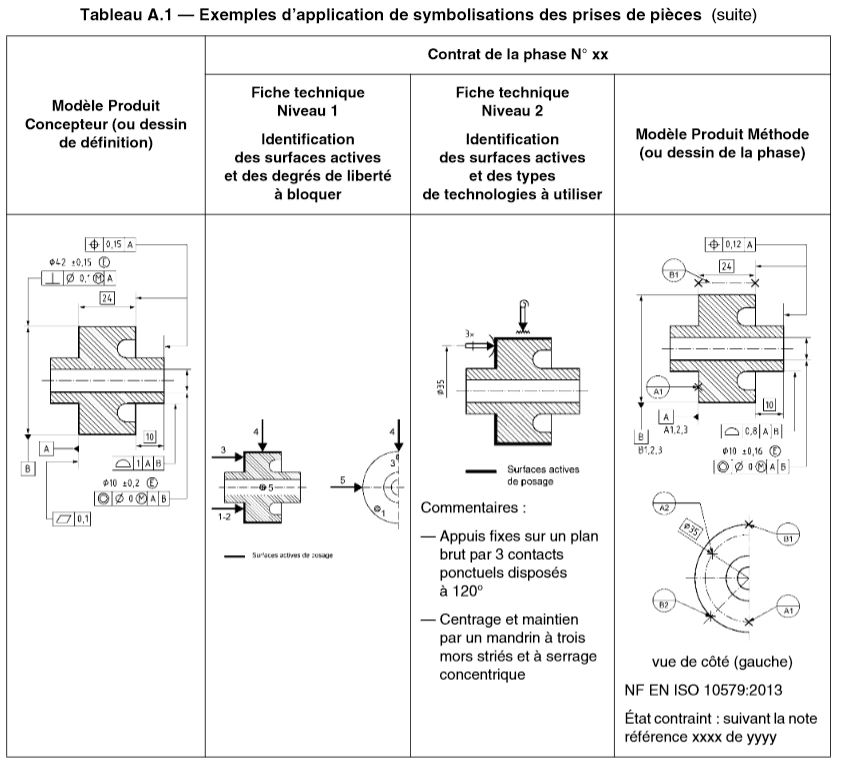 Tableau A.1 — Exemples d’application de symbolisations des prises de pièces (suite)
Modèle Produit
Concepteur (ou dessin
de définition)
Contrat de la phase N° xx
Fiche technique
Niveau 1
Identification
des surfaces actives
et des degrés de liberté
à bloquer
Fiche technique
Niveau 2
Identification
des surfaces actives
et des types
de technologies à utiliser
Modèle Produit Méthode
(ou dessin de la phase)
0,15 A
ϕ42 ±0,15 Ⓔ
⊥ Ø Ⓜ A
24
10
A
B
1 A B
ϕ10 ±0,2 Ⓔ
◎ Ø 0 Ⓜ A B
0,1
4
3
5
1-2
4
3
5
1
Surfaces actives de posage
3x
ϕ35
Surfaces actives
de posage
Commentaires :
— Appuis fixes sur un plan
brut par 3 contacts
ponctuels disposés
à 120°
— Centrage et maintien
par un mandrin à trois
mors striés et à serrage
concentrique
0,12 A
B1
24
A1
10
A
A1,2,3
B
B1,2,3
0,8 A B
ϕ10 ±0,16 Ⓔ
◎ Ø 0 Ⓜ A B
A2
ϕ35
B1
B2
A1
vue de côté (gauche)
NF EN ISO 10579:2013
État contraint : suivant la note
référence xxxx de yyyy